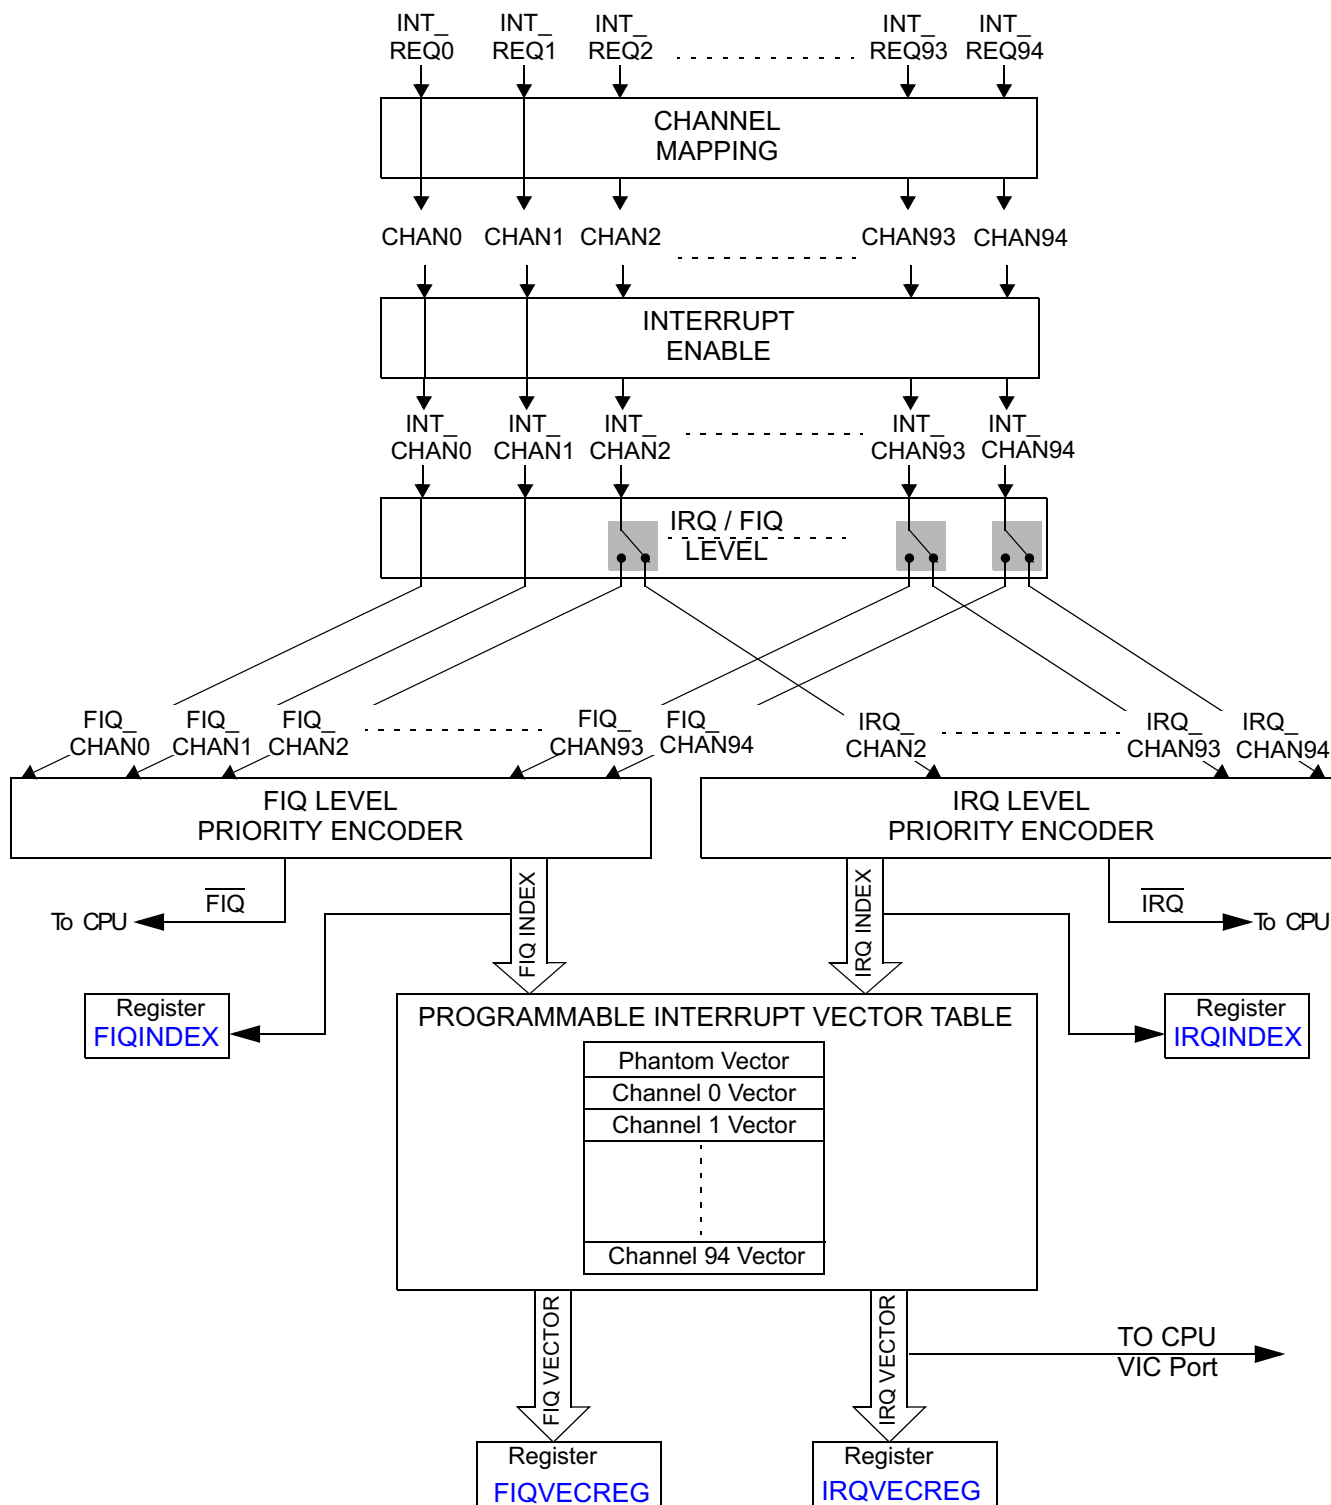 INT_ INT_ INT_ INT_ INT_
REQ0 REQ1 REQ2 REQ93 REQ94
CHANNEL
MAPPING
CHAN0 CHAN1 CHAN2 CHAN93 CHAN94
INTERRUPT
ENABLE
INT_ INT_ INT_ INT_ INT_
CHAN0 CHAN1 CHAN2 CHAN93 CHAN94
IRQ / FIQ
LEVEL
FIQ_ FIQ_ FIQ_ FIQ_ FIQ_ IRQ_ IRQ_ IRQ_
CHAN0 CHAN1 CHAN2 CHAN93 CHAN94 CHAN2 CHAN93 CHAN94
FIQ LEVEL
PRIORITY ENCODER
IRQ LEVEL
PRIORITY ENCODER
To CPU
FIQ
FIQ INDEX
IRQ INDEX
IRQ
To CPU
Register
FIQINDEX
PROGRAMMABLE INTERRUPT VECTOR TABLE
Register
IRQINDEX
Phantom Vector
Channel 0 Vector
Channel 1 Vector
Channel 94 Vector
FIQ VECTOR
IRQ VECTOR
TO CPU
VIC Port
Register
FIQVECREG
Register
IRQVECREG